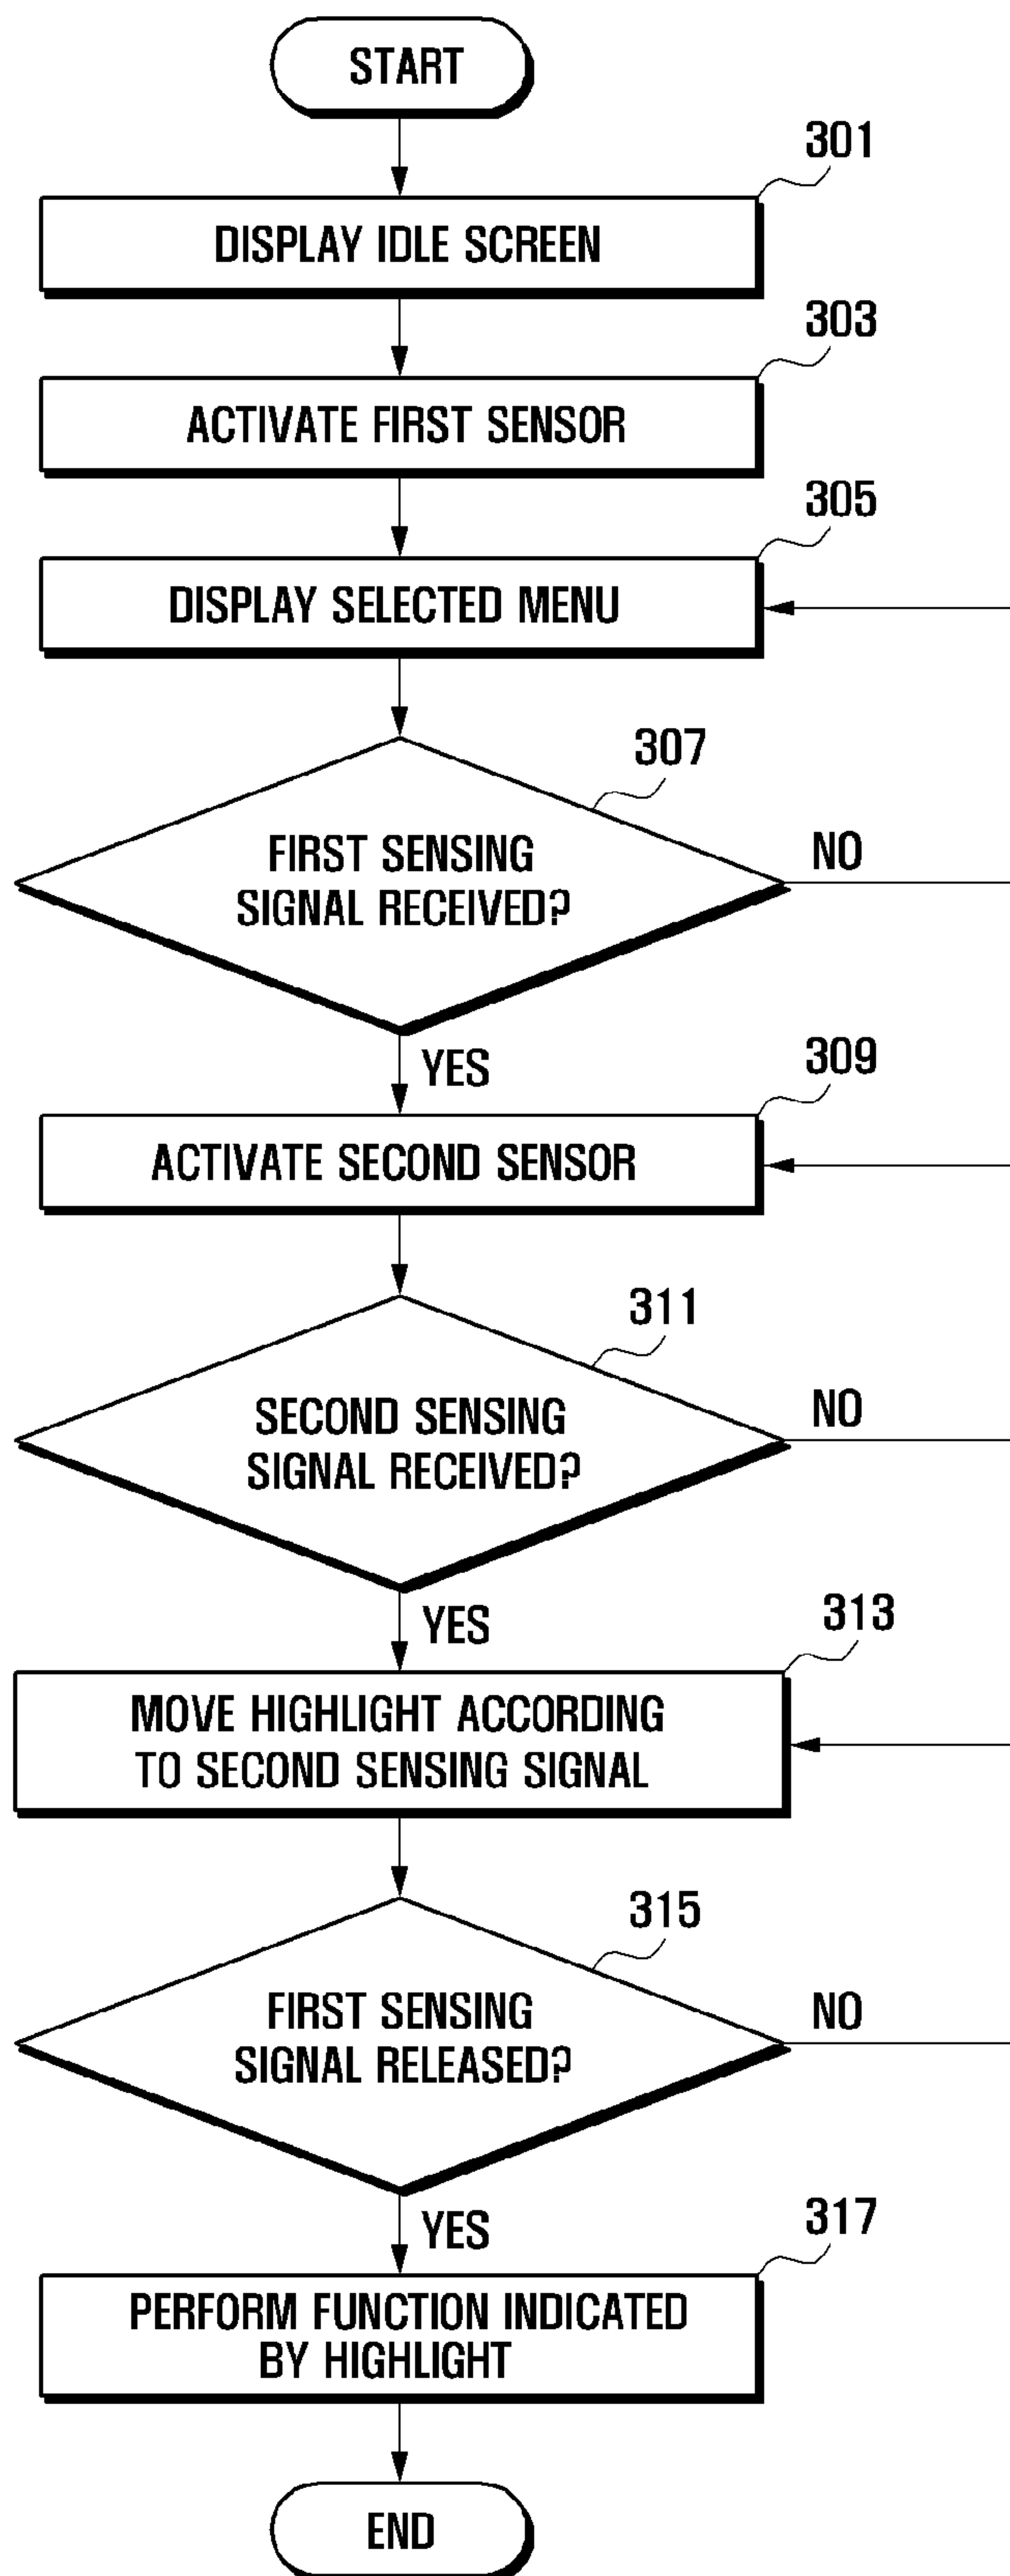 START
301
DISPLAY IDLE SCREEN
303
ACTIVATE FIRST SENSOR
305
DISPLAY SELECTED MENU
307
FIRST SENSING
SIGNAL RECEIVED?
NO
YES
309
ACTIVATE SECOND SENSOR
311
SECOND SENSING
SIGNAL RECEIVED?
NO
YES
313
MOVE HIGHLIGHT ACCORDING
TO SECOND SENSING SIGNAL
315
FIRST SENSING
SIGNAL RELEASED?
NO
YES
317
PERFORM FUNCTION INDICATED
BY HIGHLIGHT
END